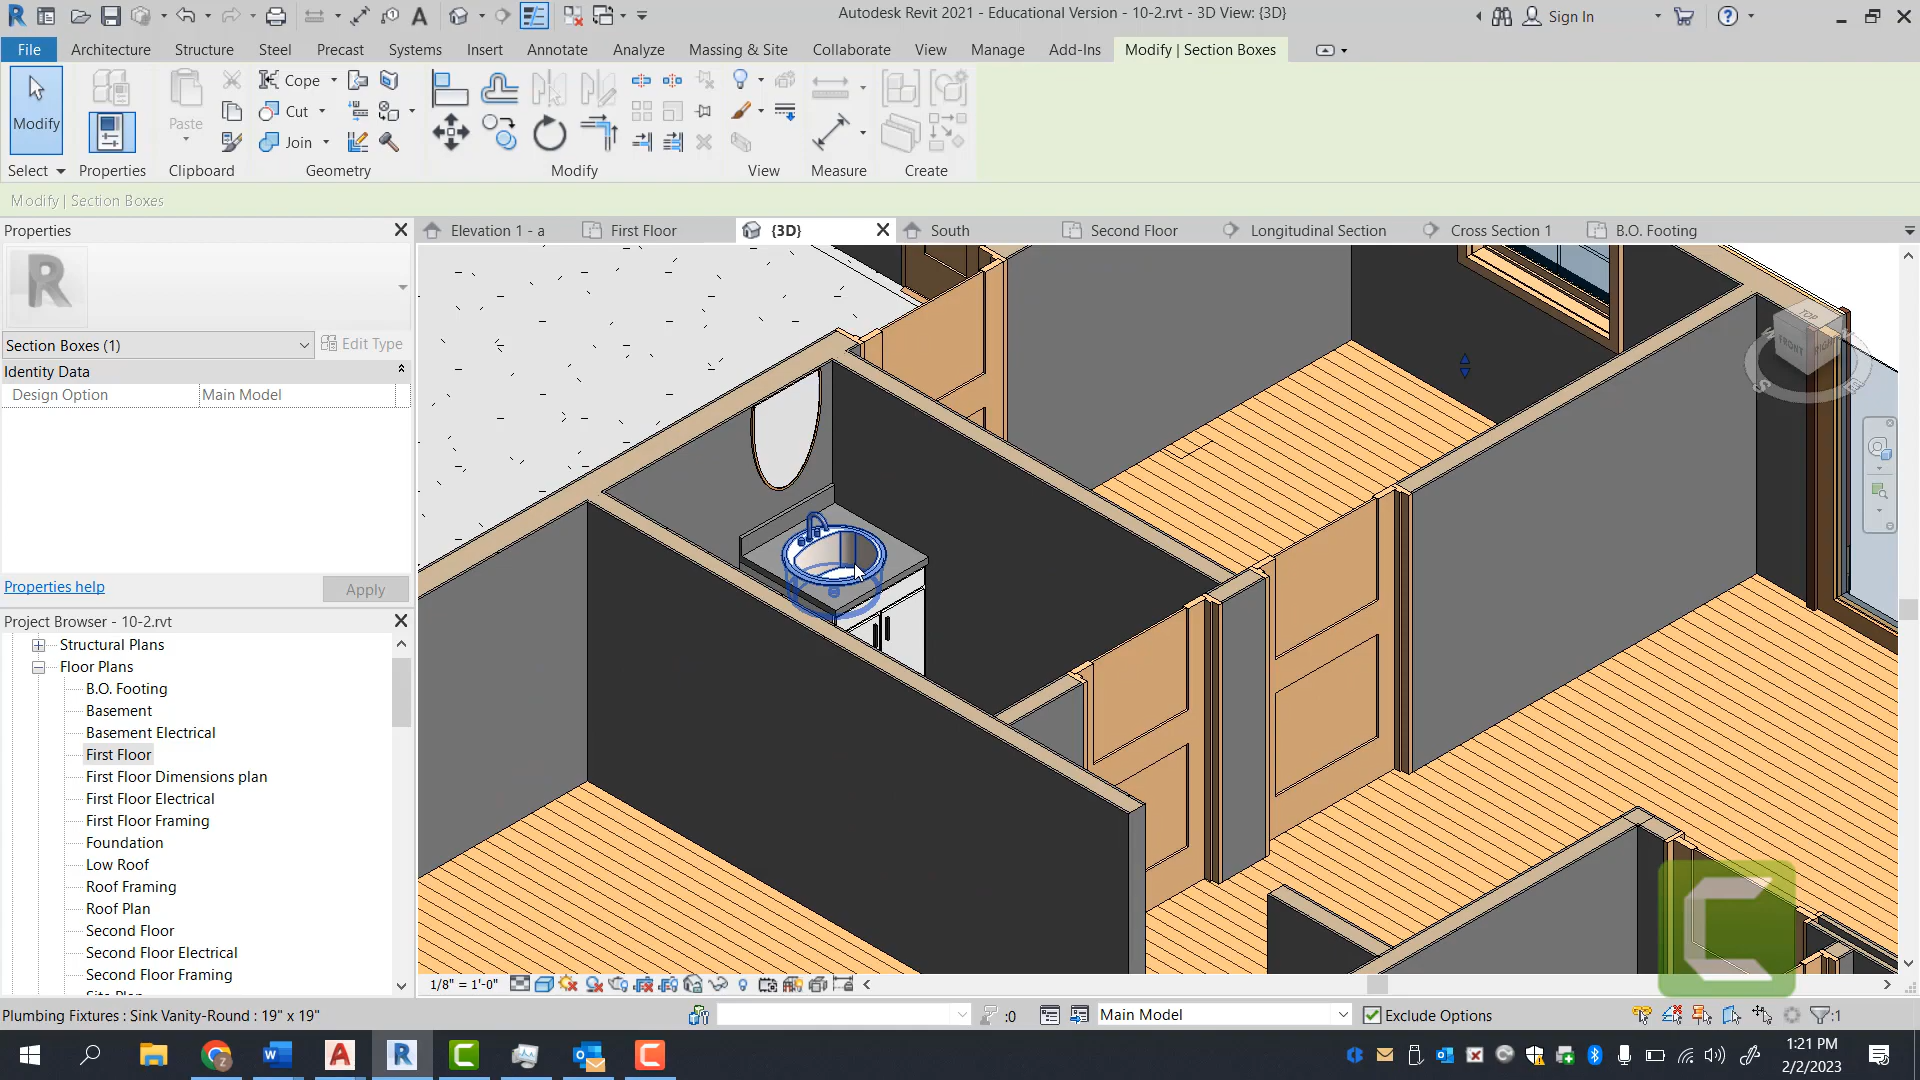 Autodesk Revit 2021 - Educational Version - 10-2.rvt - 3D View: {3D}
Sign In
File Architecture Structure Steel Precast Systems Insert Annotate Analyze Massing & Site Collaborate View Manage Add-Ins Modify | Section Boxes
Modify
Paste
Cope
Cut
Join
Select Properties Clipboard Geometry Modify View Measure Create
Modify | Section Boxes
Properties
Elevation 1 - a First Floor {3D} South Second Floor Longitudinal Section Cross Section 1 B.O. Footing
Section Boxes (1)
Edit Type
Identity Data
Design Option Main Model
Properties help
Apply
Project Browser - 10-2.rvt
Structural Plans
Floor Plans
B.O. Footing
Basement
Basement Electrical
First Floor
First Floor Dimensions plan
First Floor Electrical
First Floor Framing
Foundation
Low Roof
Roof Framing
Roof Plan
Second Floor
Second Floor Electrical
Second Floor Framing
TOP
FRONT
RIGHT
1/8" = 1'-0"
Plumbing Fixtures : Sink Vanity-Round : 19" x 19"
:0
Main Model
Exclude Options
:1
1:21 PM
2/2/2023